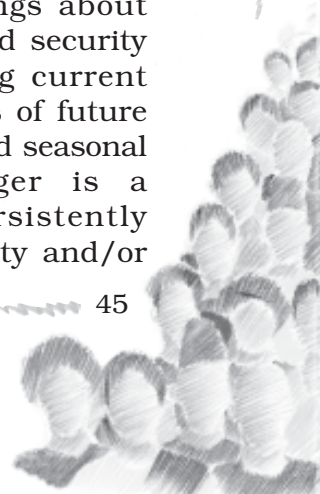 ngs about
d security
g current
s of future
d seasonal
ger is a
rsistently
ty and/or
45